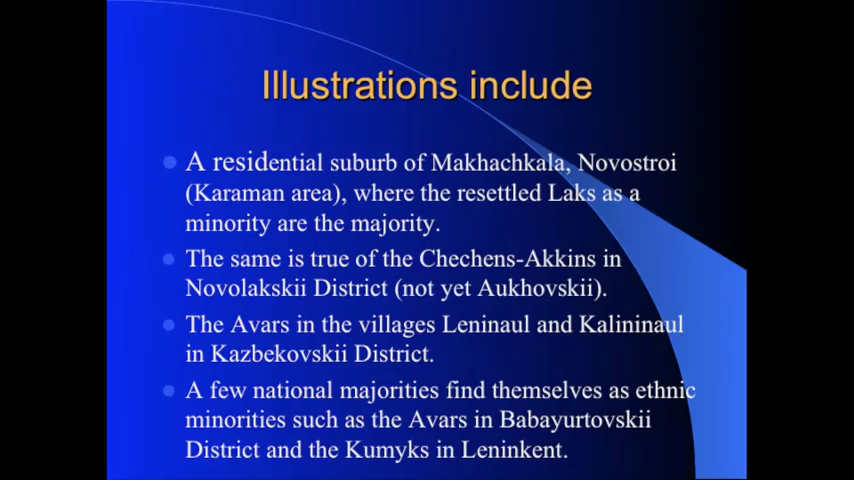 Illustrations include
A residential suburb of Makhachkala, Novostroi
(Karaman area), where the resettled Laks as a
minority are the majority.
The same is true of the Chechens-Akkins in
Novolakskii District (not yet Aukhovskii).
The Avars in the villages Leninaul and Kalininaul
in Kazbekovskii District.
A few national majorities find themselves as ethnic
minorities such as the Avars in Babayurtovskii
District and the Kumyks in Leninkent.